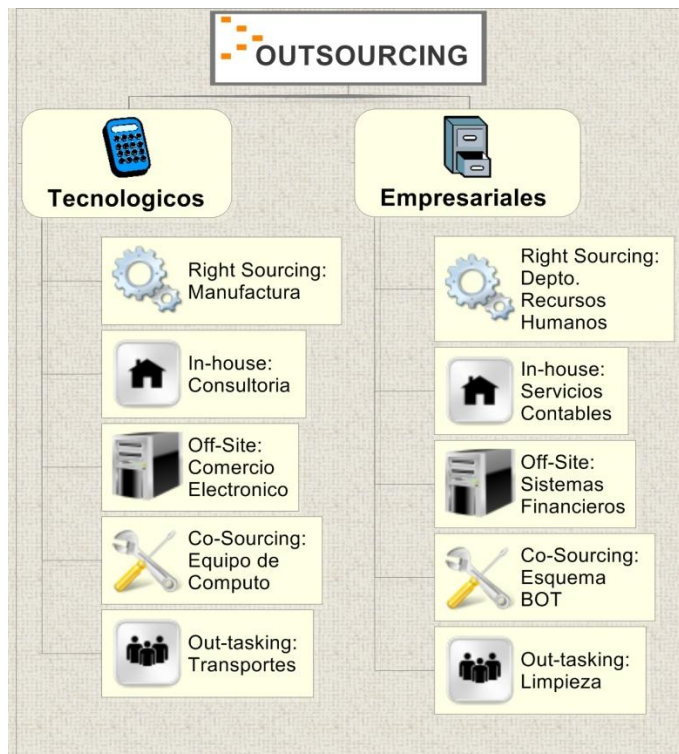 OUTSOURCING
Tecnologicos
Right Sourcing:
Manufactura
In-house:
Consultoria
Off-Site:
Comercio
Electronico
Co-Sourcing:
Equipo de
Computo
Out-tasking:
Transportes
Empresariales
Right Sourcing:
Depto.
Recursos
Humanos
In-house:
Servicios
Contables
Off-Site:
Sistemas
Financieros
Co-Sourcing:
Esquema
BOT
Out-tasking:
Limpieza